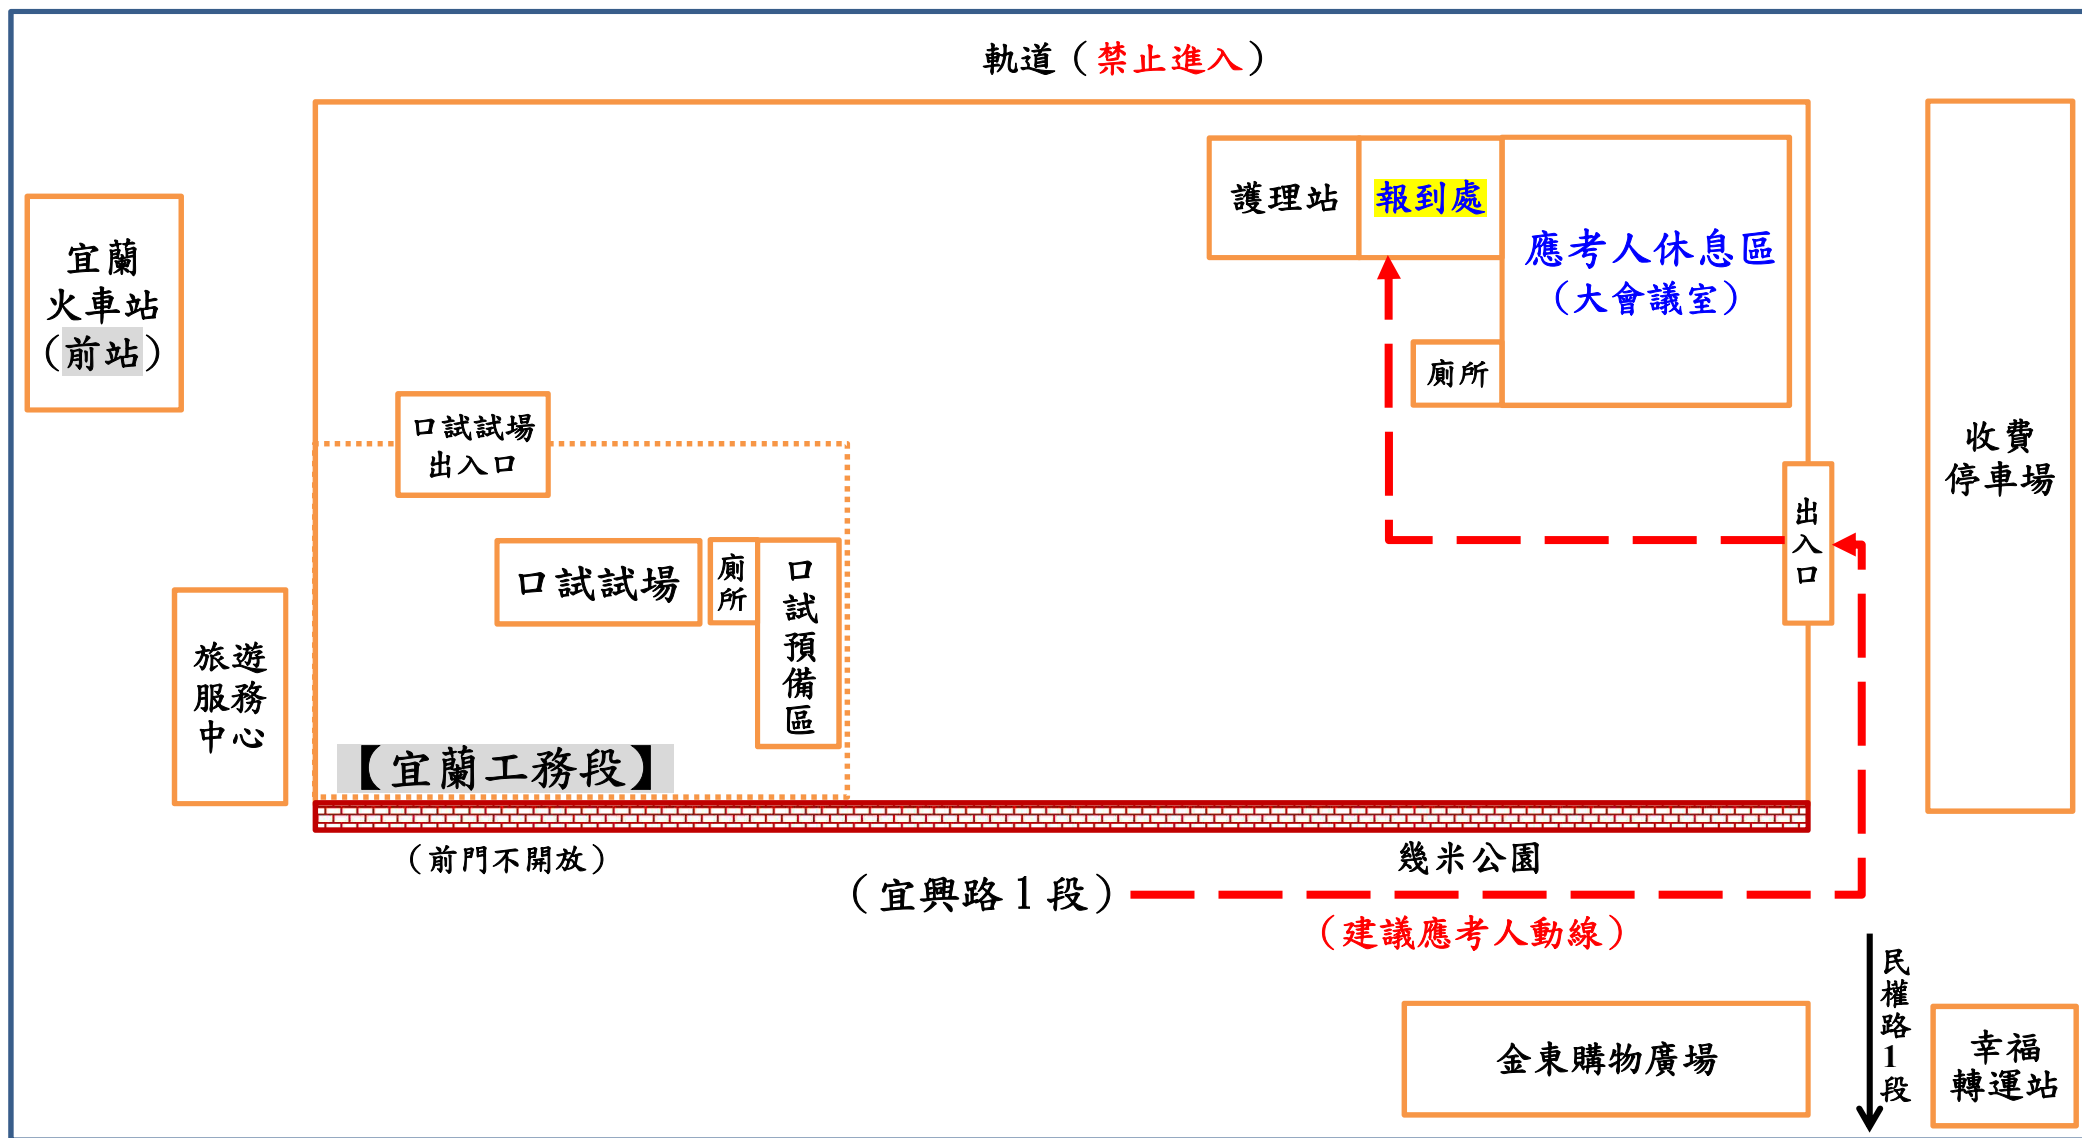 軌道（禁止進入）
宜蘭
火車站
（前站）
護理站
報到處
應考人休息區
（大會議室）
廁所
收費
停車場
口試試場
出入口
出入口
口試試場
廁所
口試預備區
旅遊
服務
中心
【宜蘭工務段】
（前門不開放）
幾米公園
（宜興路1段）
（建議應考人動線）
民權路1段
金東購物廣場
幸福
轉運站